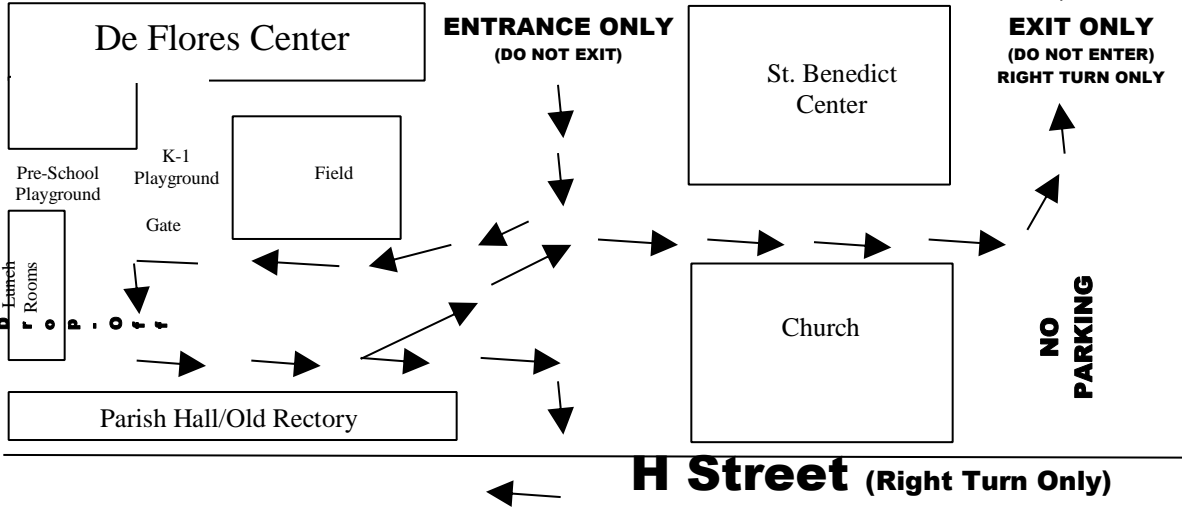 De Flores Center
ENTRANCE ONLY
(DO NOT EXIT)
St. Benedict
Center
EXIT ONLY
(DO NOT ENTER)
RIGHT TURN ONLY
Pre-School
Playground
K-1
Playground
Field
Gate
Lunch
Rooms
Drop-Off
Church
NO
PARKING
Parish Hall/Old Rectory
H Street (Right Turn Only)